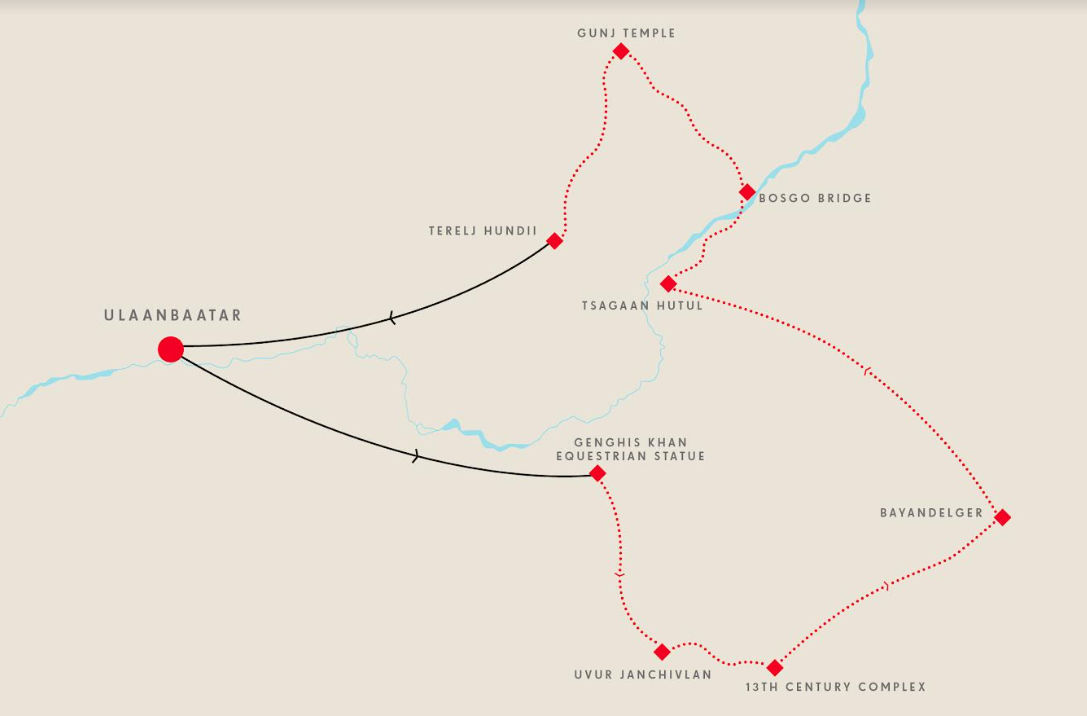 GUNJ TEMPLE
BOSGO BRIDGE
TERELJ HUNDII
TSAGAAN HUTUL
ULAANBAATAR
GENGHIS KHAN
EQUESTRIAN STATUE
BAYANDELGER
UVUR JANCHIVLAN
13TH CENTURY COMPLEX